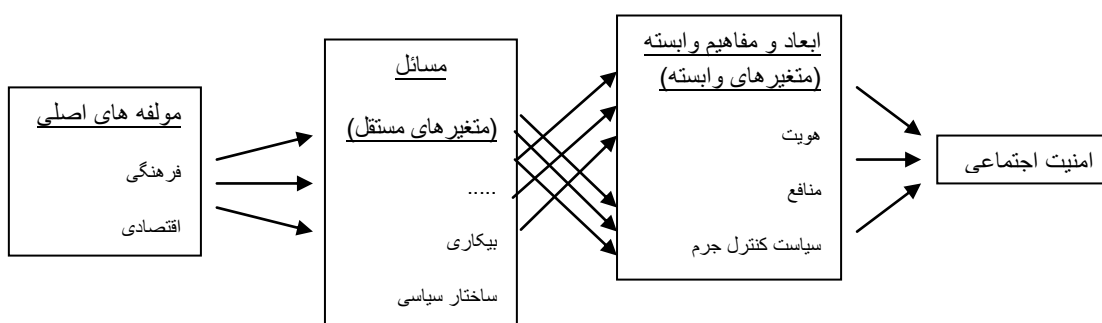 مولفه های اصلی
فرهنگی
اقتصادی
مسائل
(متغیرهای مستقل)
.....
بیکاری
ساختار سیاسی
ابعاد و مفاهیم وابسته
(متغیرهای وابسته)
هویت
منافع
سیاست کنترل جرم
امنیت اجتماعی